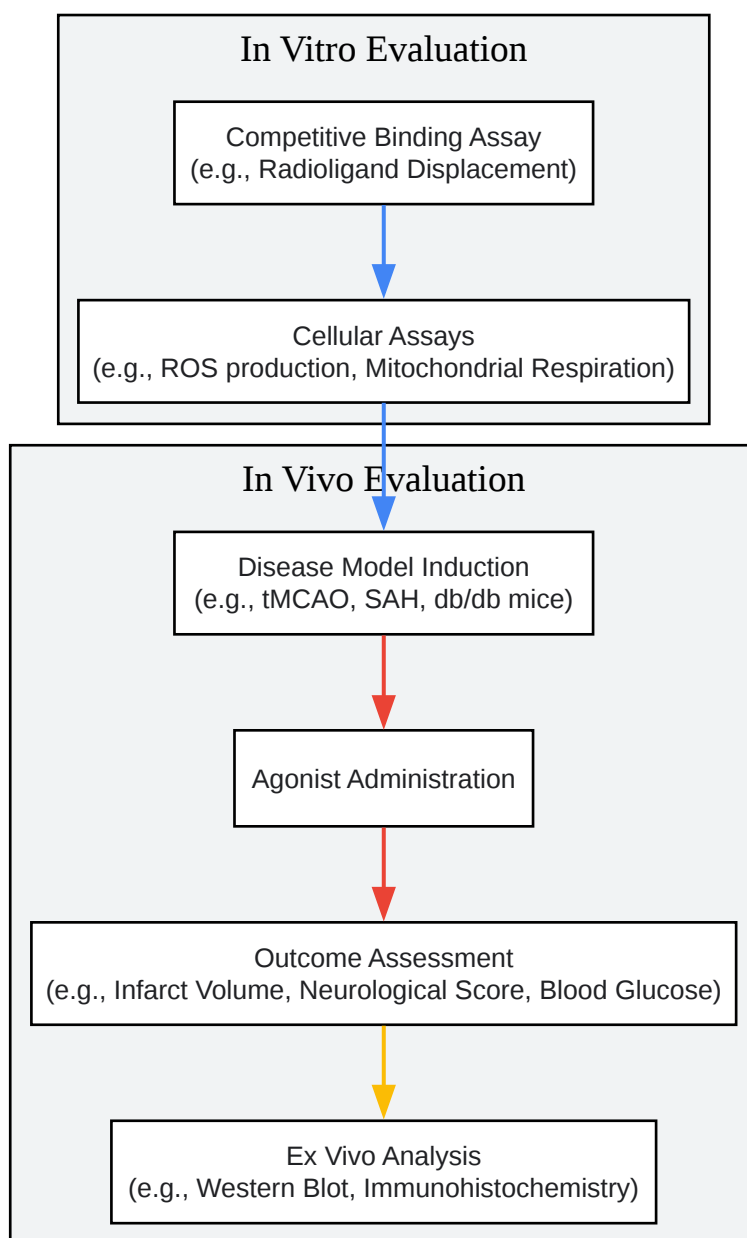 In Vitro Evaluation
Competitive Binding Assay
(e.g., Radioligand Displacement)
Cellular Assays
(e.g., ROS production, Mitochondrial Respiration)
In Vivo Evaluation
Disease Model Induction
(e.g., tMCAO, SAH, db/db mice)
Agonist Administration
Outcome Assessment
(e.g., Infarct Volume, Neurological Score, Blood Glucose)
Ex Vivo Analysis
(e.g., Western Blot, Immunohistochemistry)